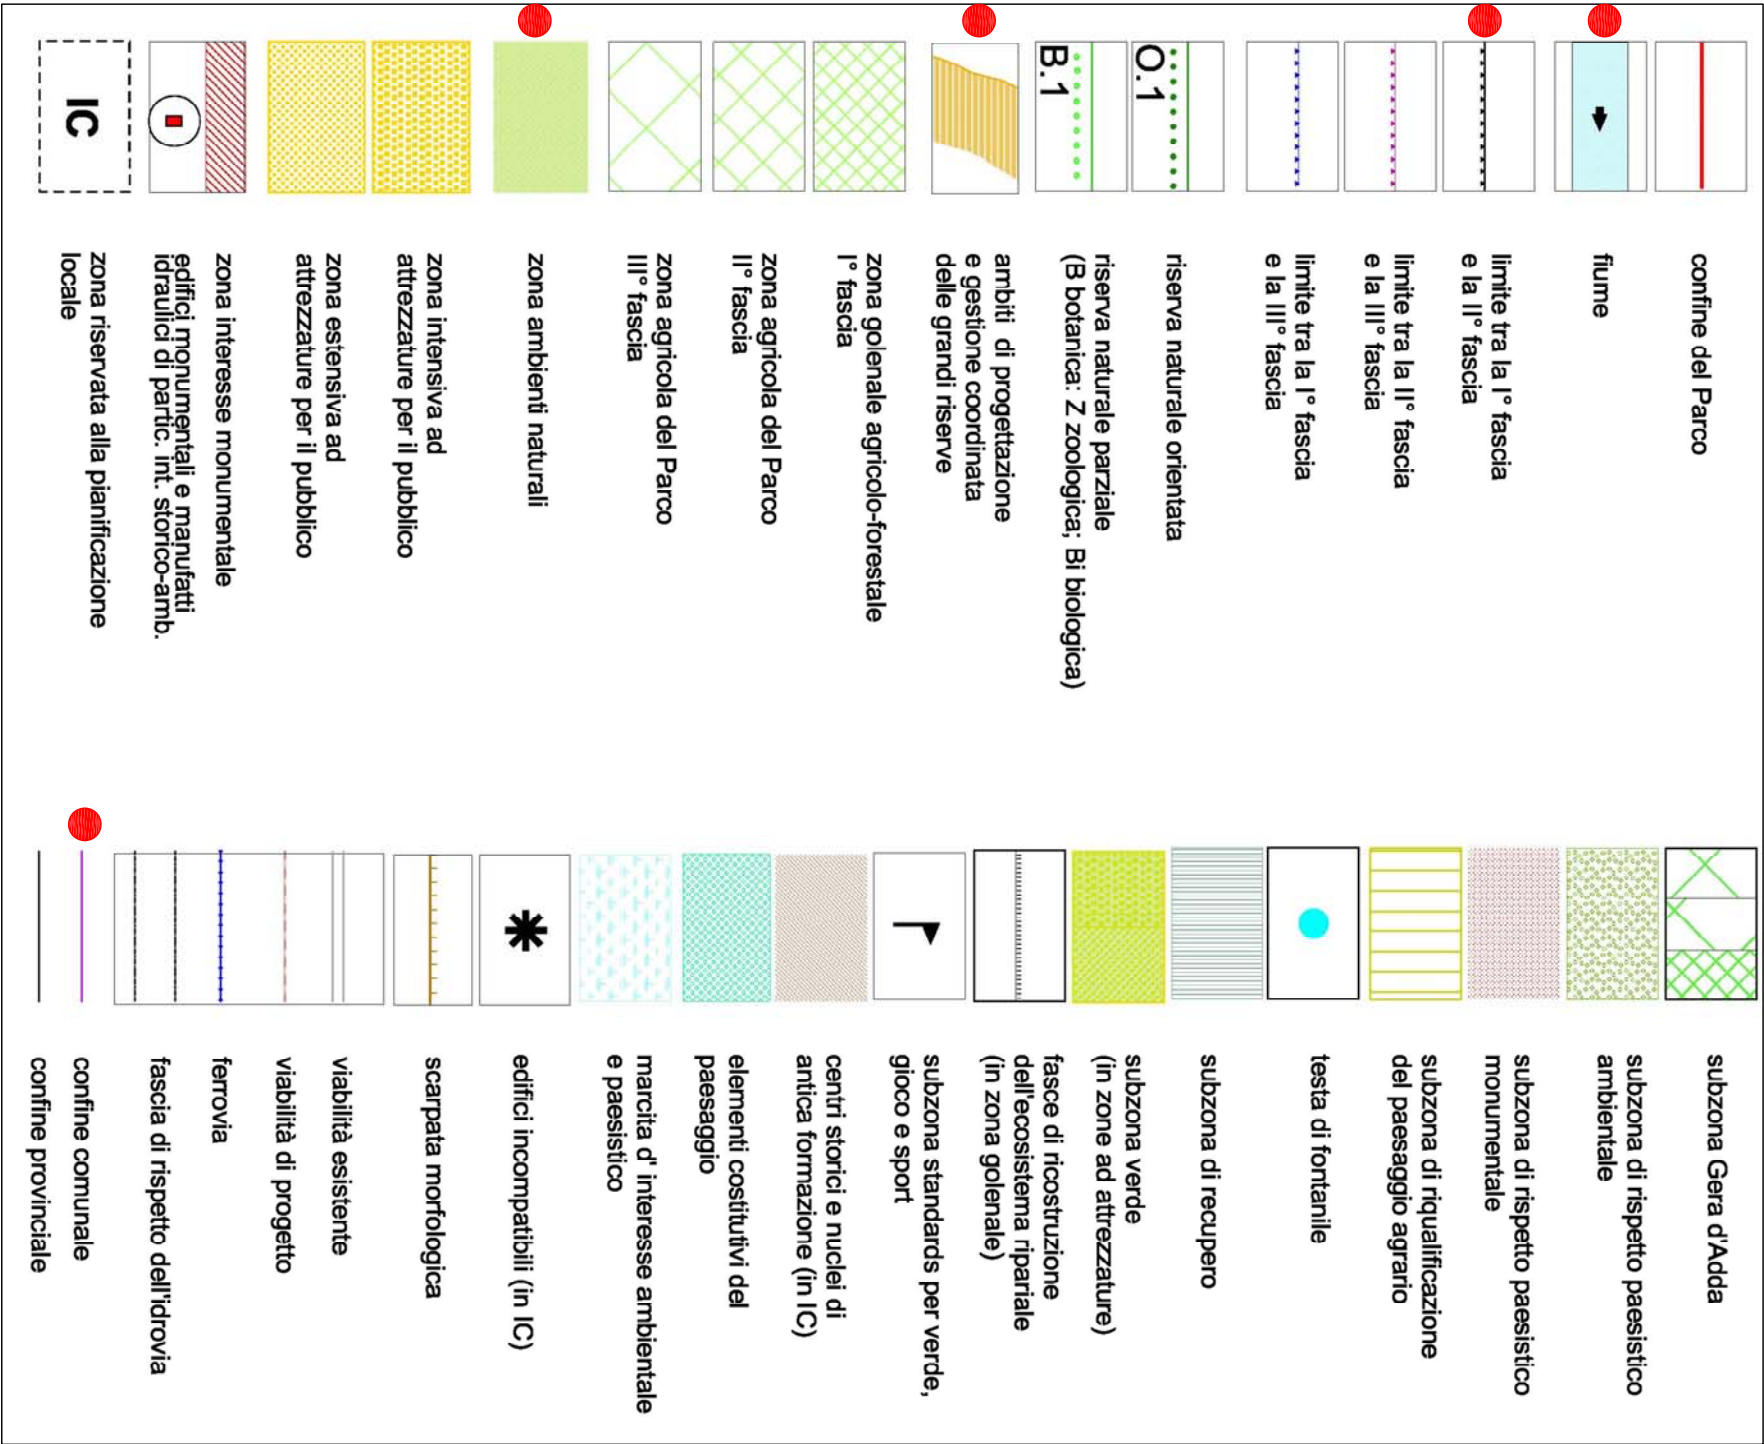 confine del Parco
fiume
limite tra la I° fascia
e la II° fascia
limite tra la II° fascia
e la III° fascia
limite tra la I° fascia
e la III° fascia
O.1
riserva naturale orientata
B.1
riserva naturale parziale
(B botanica: Z zoologica; Bi biologica)
ambiti di progettazione
e gestione coordinata
delle grandi riserve
zona golenale agricolo-forestale
I° fascia
zona agricola del Parco
II° fascia
zona agricola del Parco
III° fascia
zona ambienti naturali
zona intensiva ad
attrezzature per il pubblico
zona estensiva ad
attrezzature per il pubblico
zona interesse monumentale
edifici monumentali e manufatti
idraulici di partic. int. storico-amb.
IC
zona riservata alla pianificazione
locale
subzona Gera d'Adda
subzona di rispetto paesistico
ambientale
subzona di rispetto paesistico
monumentale
subzona di riqualificazione
del paesaggio agrario
testa di fontanile
subzona di recupero
subzona verde
(in zone ad attrezzature)
fasce di ricostruzione
dell'ecosistema ripariale
(in zona golenale)
subzona standards per verde,
gioco e sport
centri storici e nuclei di
antica formazione (in IC)
elementi costitutivi del
paesaggio
marcita d' interesse ambientale
e paesistico
edifici incompatibili (in IC)
scarpata morfologica
viabilità esistente
viabilità di progetto
ferrovia
fascia di rispetto dell'idrovia
confine comunale
confine provinciale